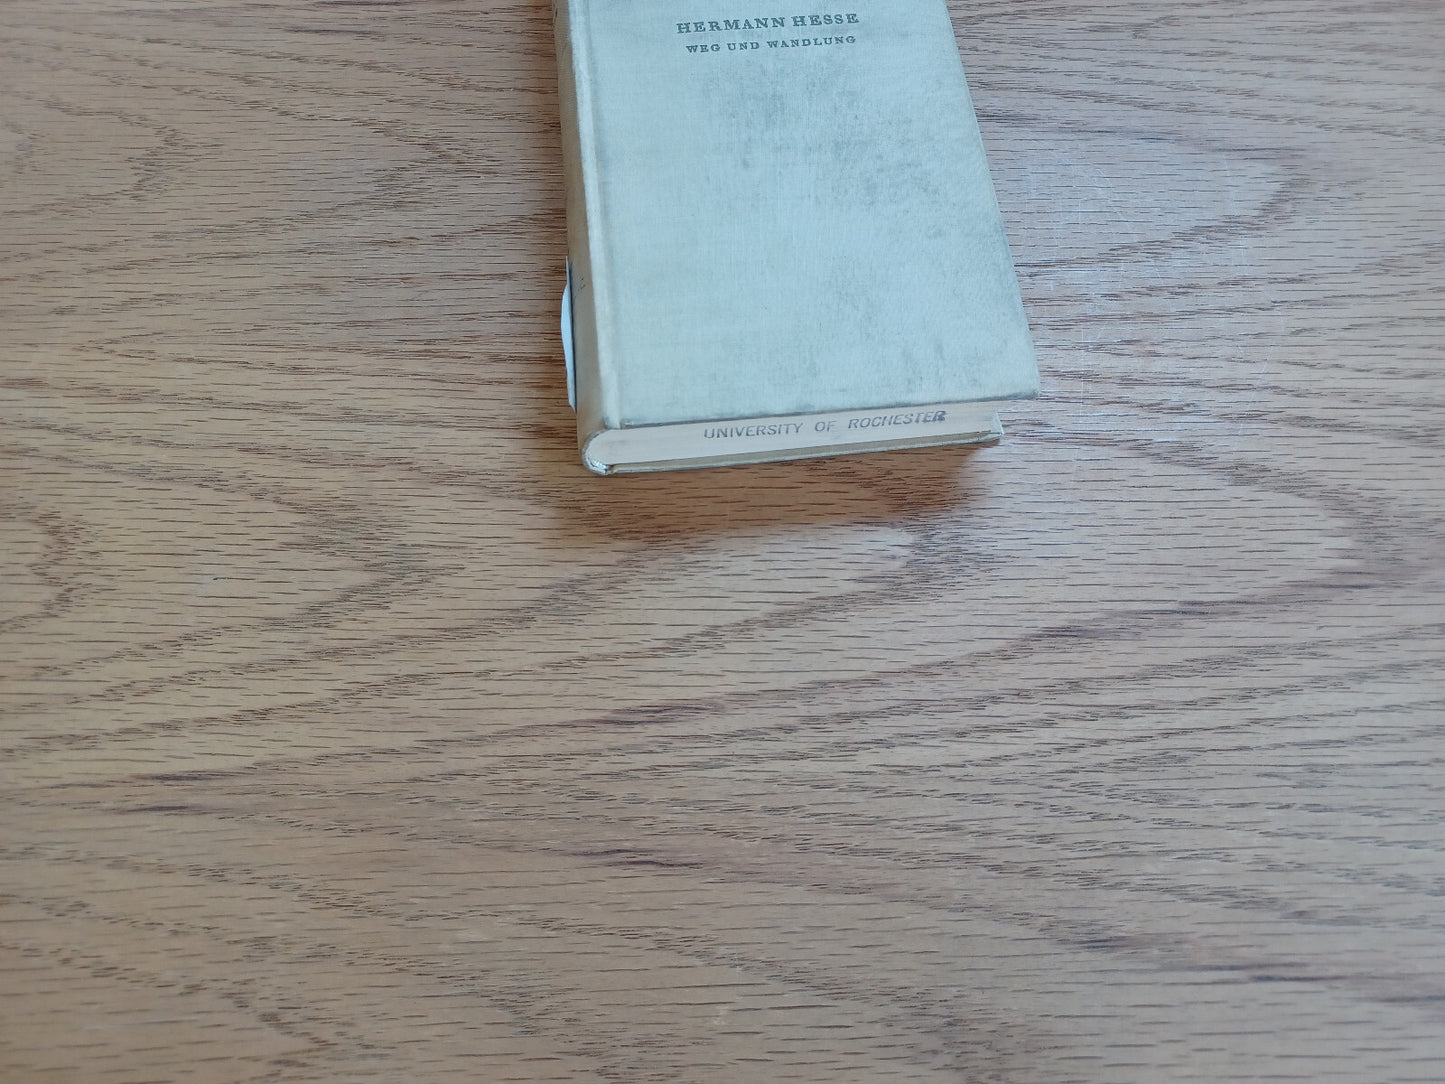 HERMANN HESSE
WEG UND WANDLUNG
UNIVERSITY OF ROCHESTER